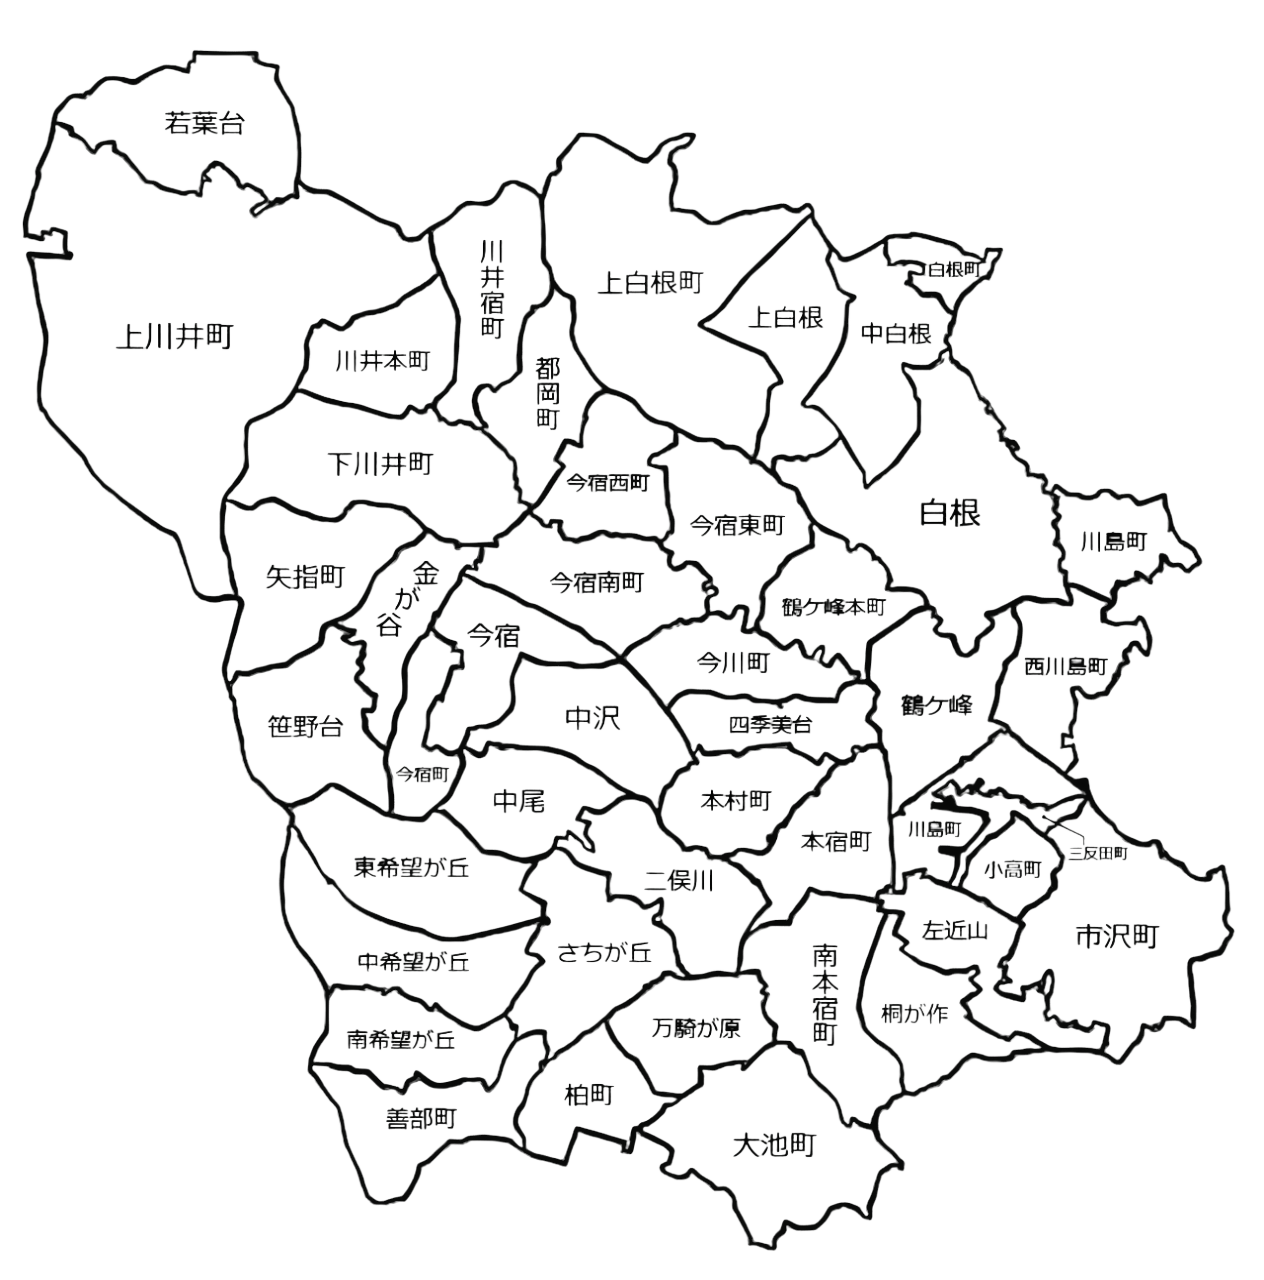 若葉台
上川井町
川井宿町
川井本町
上白根町
上白根
白根町
中白根
都岡町
下川井町
今宿西町
今宿東町
白根
川島町
矢指町
金が谷
今宿南町
鶴ケ峰本町
今宿
今川町
西川島町
鶴ケ峰
笹野台
中沢
四季美台
今宿町
中尾
本村町
本宿町
川島町
三反田町
小高町
東希望が丘
二俣川
左近山
市沢町
中希望が丘
さちが丘
南本宿町
桐が作
南希望が丘
万騎が原
柏町
善部町
大池町